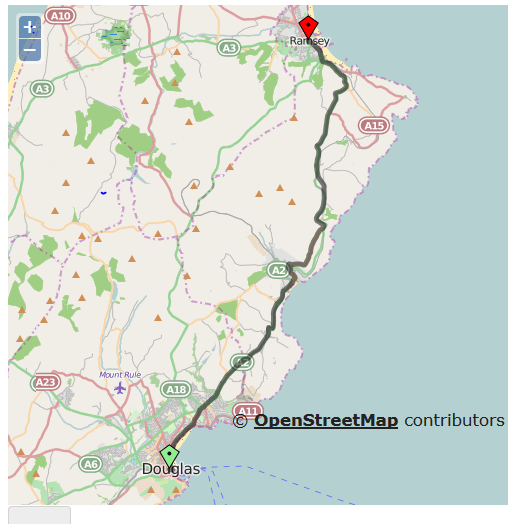 A10
+
−
Ramsey
A3
A3
A15
A2
A2
Mount Rule
A23
A18
A11
© OpenStreetMap contributors
A6
Douglas